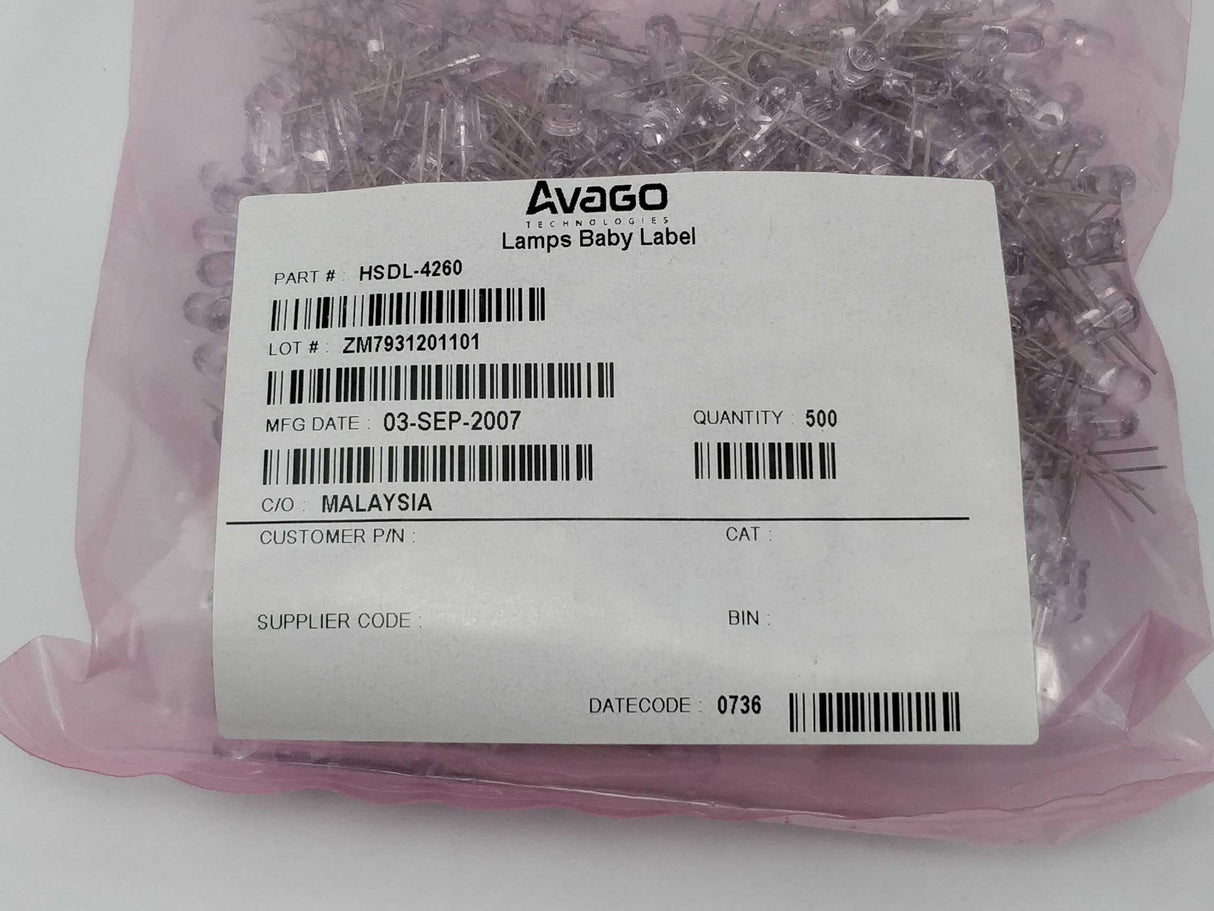 AVAGO
TECHNOLOGIES
Lamps Baby Label
PART # : HSDL-4260
LOT # : ZM7931201101
MFG DATE : 03-SEP-2007 QUANTITY : 500
C/O : MALAYSIA
CUSTOMER P/N : CAT :
SUPPLIER CODE : BIN :
DATECODE : 0736